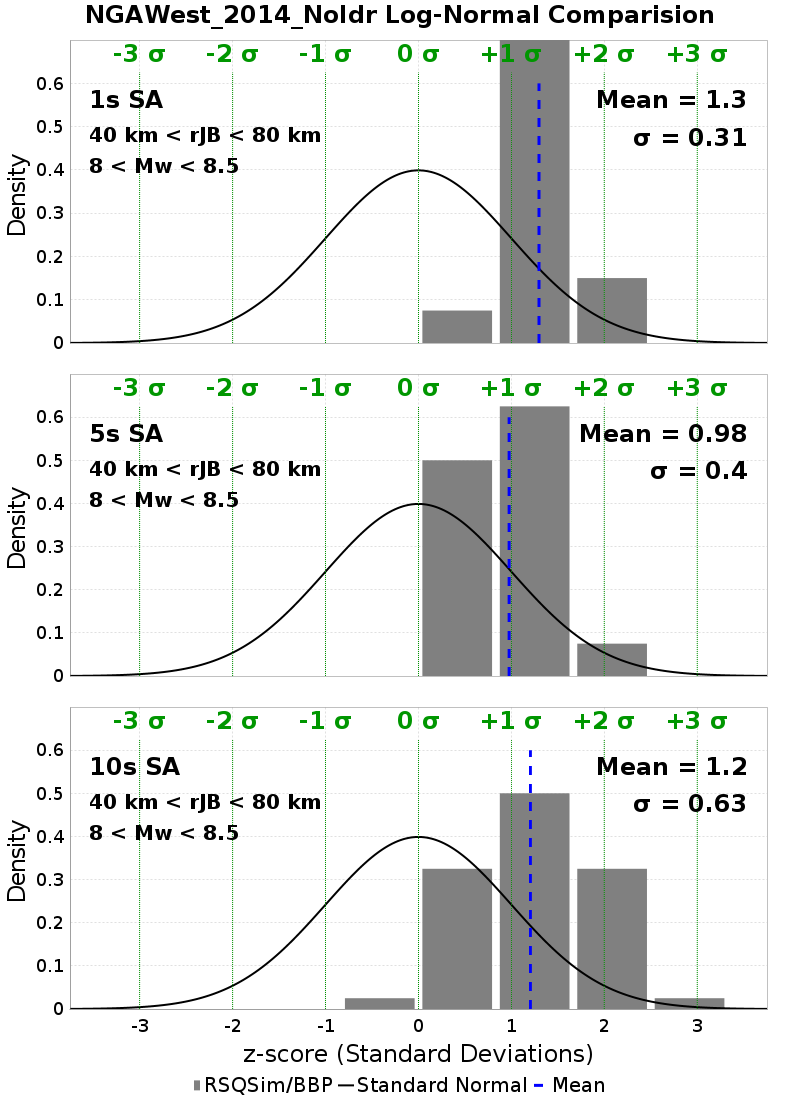 NGAWest_2014_NoIdr Log-Normal Comparision
-3 σ -2 σ -1 σ 0 σ +1 σ +2 σ +3 σ
1s SA
Mean = 1.3
40 km < rJB < 80 km
σ = 0.31
8 < Mw < 8.5
Density
0.6
0.5
0.4
0.3
0.2
0.1
0
-3 σ -2 σ -1 σ 0 σ +1 σ +2 σ +3 σ
5s SA
Mean = 0.98
40 km < rJB < 80 km
σ = 0.4
8 < Mw < 8.5
Density
0.6
0.5
0.4
0.3
0.2
0.1
0
-3 σ -2 σ -1 σ 0 σ +1 σ +2 σ +3 σ
10s SA
Mean = 1.2
40 km < rJB < 80 km
σ = 0.63
8 < Mw < 8.5
Density
0.6
0.5
0.4
0.3
0.2
0.1
0
-3 -2 -1 0 1 2 3
z-score (Standard Deviations)
RSQSim/BBP Standard Normal Mean